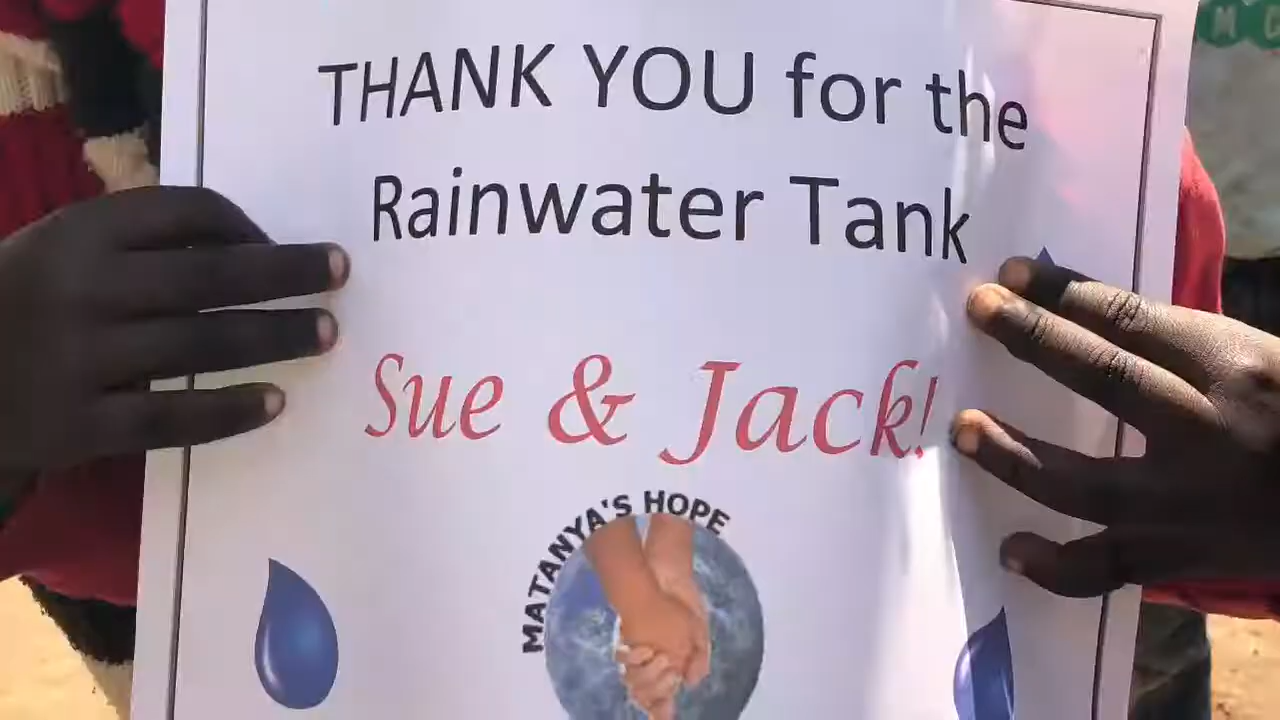 THANK YOU for the
Rainwater Tank
Sue & Jack!
MATANYA'S HOPE
M C